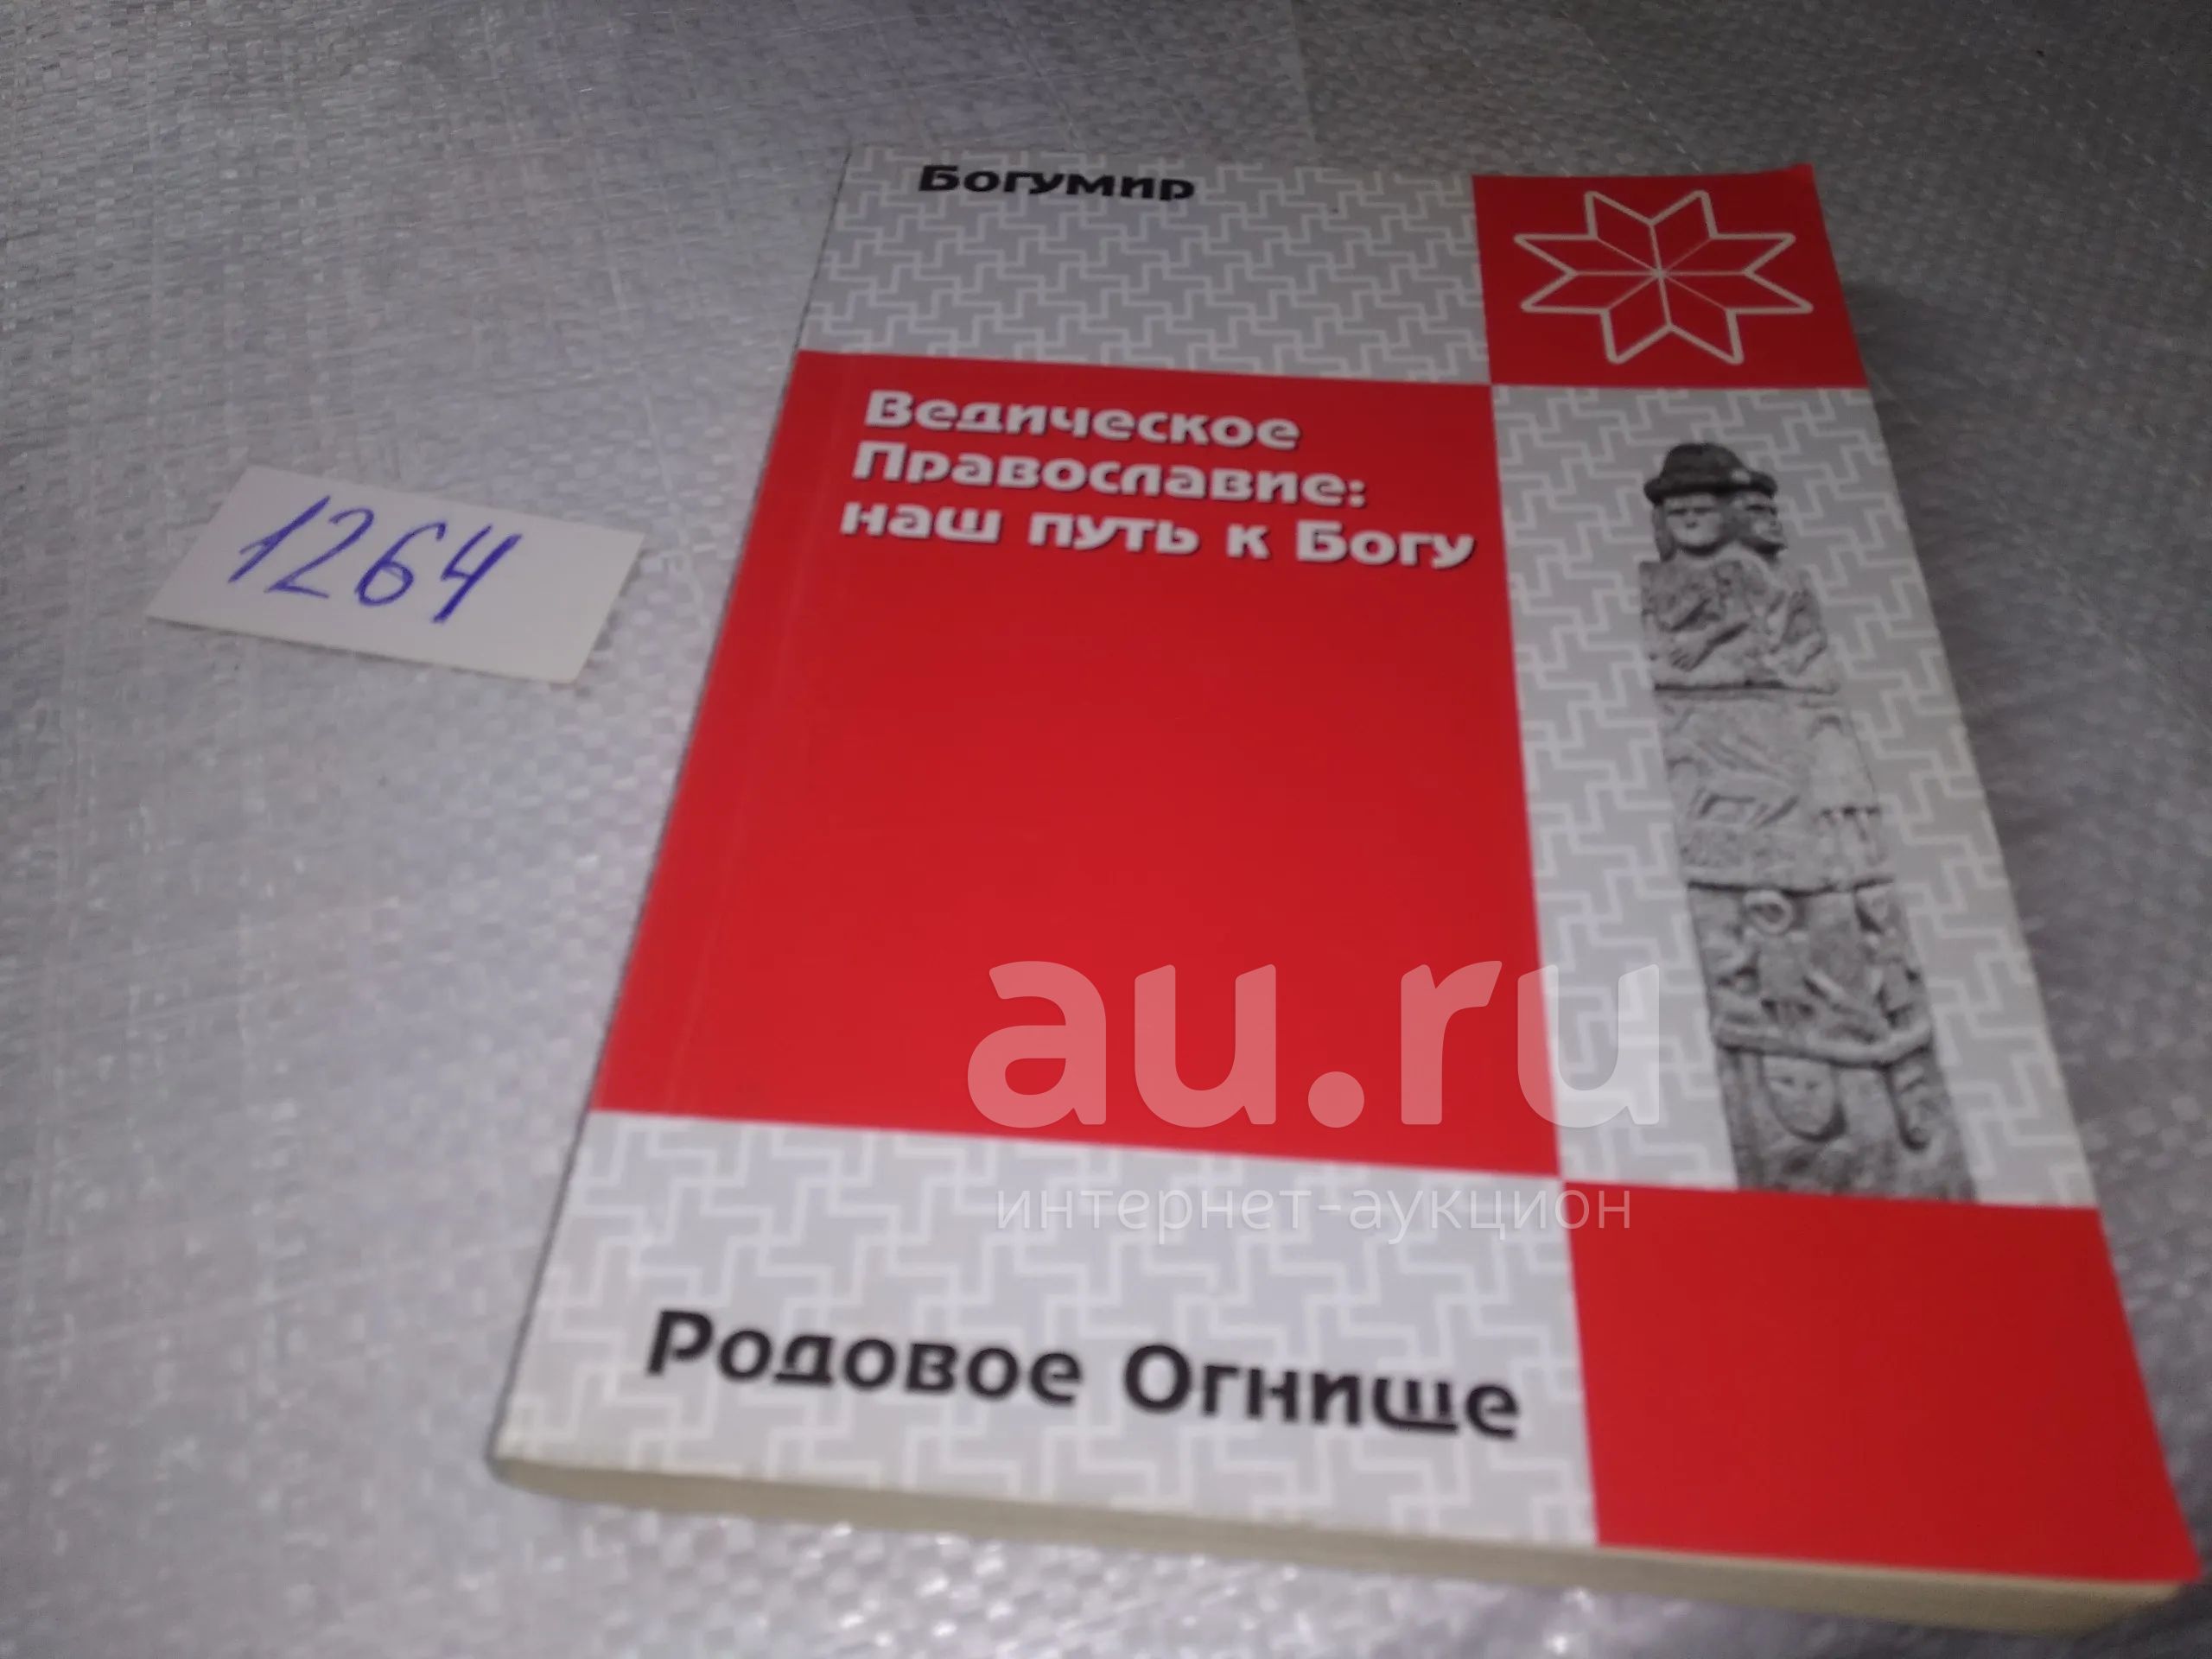 Богумир
Ведическое
Православие:
наш путь к Богу
1264
au.ru
интернет-аукцион
Родовое Огнище